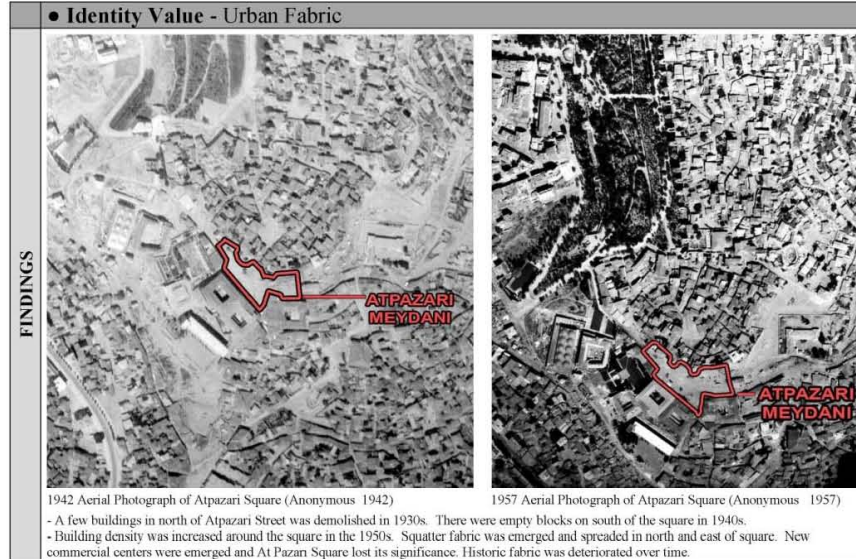 ● Identity Value - Urban Fabric
FINDINGS
ATPAZARI
MEYDANI
ATPAZARI
MEYDANI
1942 Aerial Photograph of Atpazari Square (Anonymous 1942)
1957 Aerial Photograph of Atpazari Square (Anonymous 1957)
- A few buildings in north of Atpazari Street was demolished in 1930s. There were empty blocks on south of the square in 1940s.
- Building density was increased around the square in the 1950s. Squatter fabric was emerged and spreaded in north and east of square. New
commercial centers were emerged and At Pazarı Square lost its significance. Historic fabric was deteriorated over time.